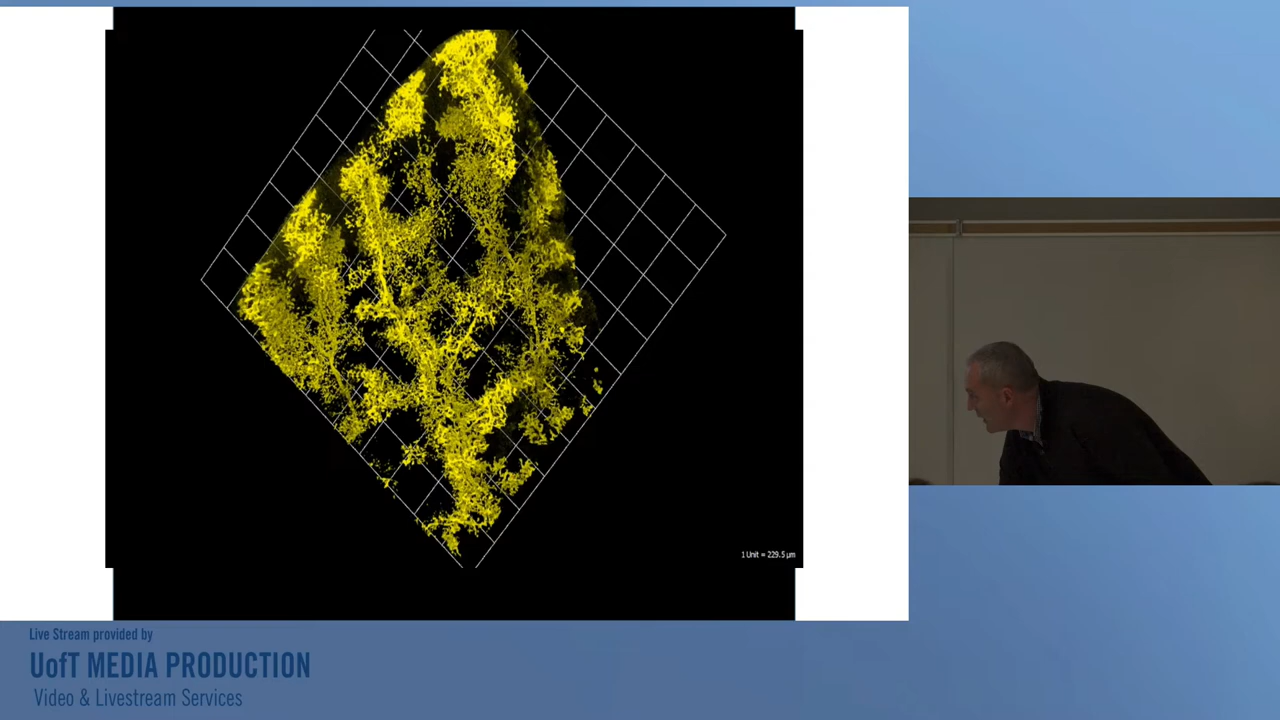 1 Unit = 229.5 µm
Live Stream provided by
UofT MEDIA PRODUCTION
Video & Livestream Services